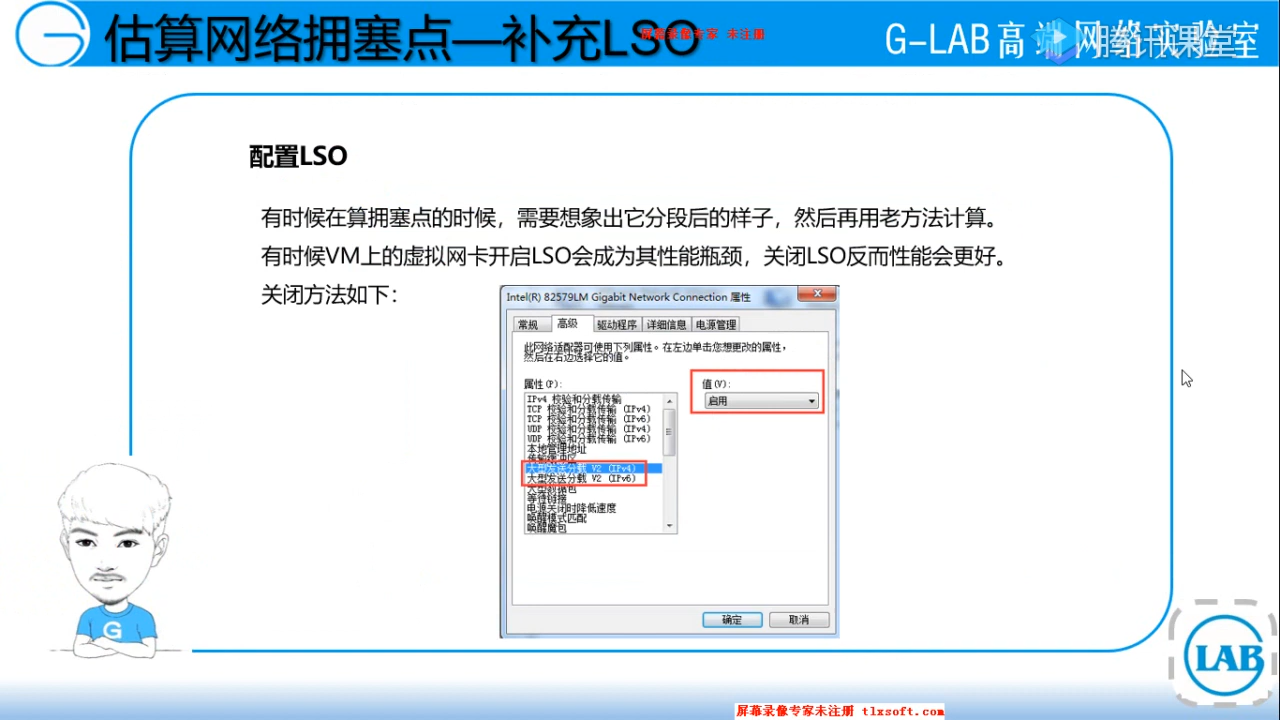 估算网络拥塞点—补充LSO
屏幕录像专家 未注册
G-LAB高端网络实验室
腾讯课堂
配置LSO
有时候在算拥塞点的时候，需要想象出它分段后的样子，然后再用老方法计算。
有时候VM上的虚拟网卡开启LSO会成为其性能瓶颈，关闭LSO反而性能会更好。
关闭方法如下：
Intel(R) 82579LM Gigabit Network Connection 属性
常规 高级 驱动程序 详细信息 电源管理
此网络适配器可使用下列属性。在左边单击您想更改的属性，
然后在右边选择它的值。
属性(P):
值(V):
启用
IPv4 校验和分载传输
TCP 校验和分载传输 (IPv4)
TCP 校验和分载传输 (IPv6)
UDP 校验和分载传输 (IPv4)
UDP 校验和分载传输 (IPv6)
本地管理地址
传输缓冲区
大型发送分载 V2 (IPv4)
大型发送分载 V2 (IPv6)
大型数据包
等待链接
电源关闭时降低速度
唤醒模式匹配
唤醒魔包
确定 取消
G
LAB
屏幕录像专家未注册 tlxsoft.com